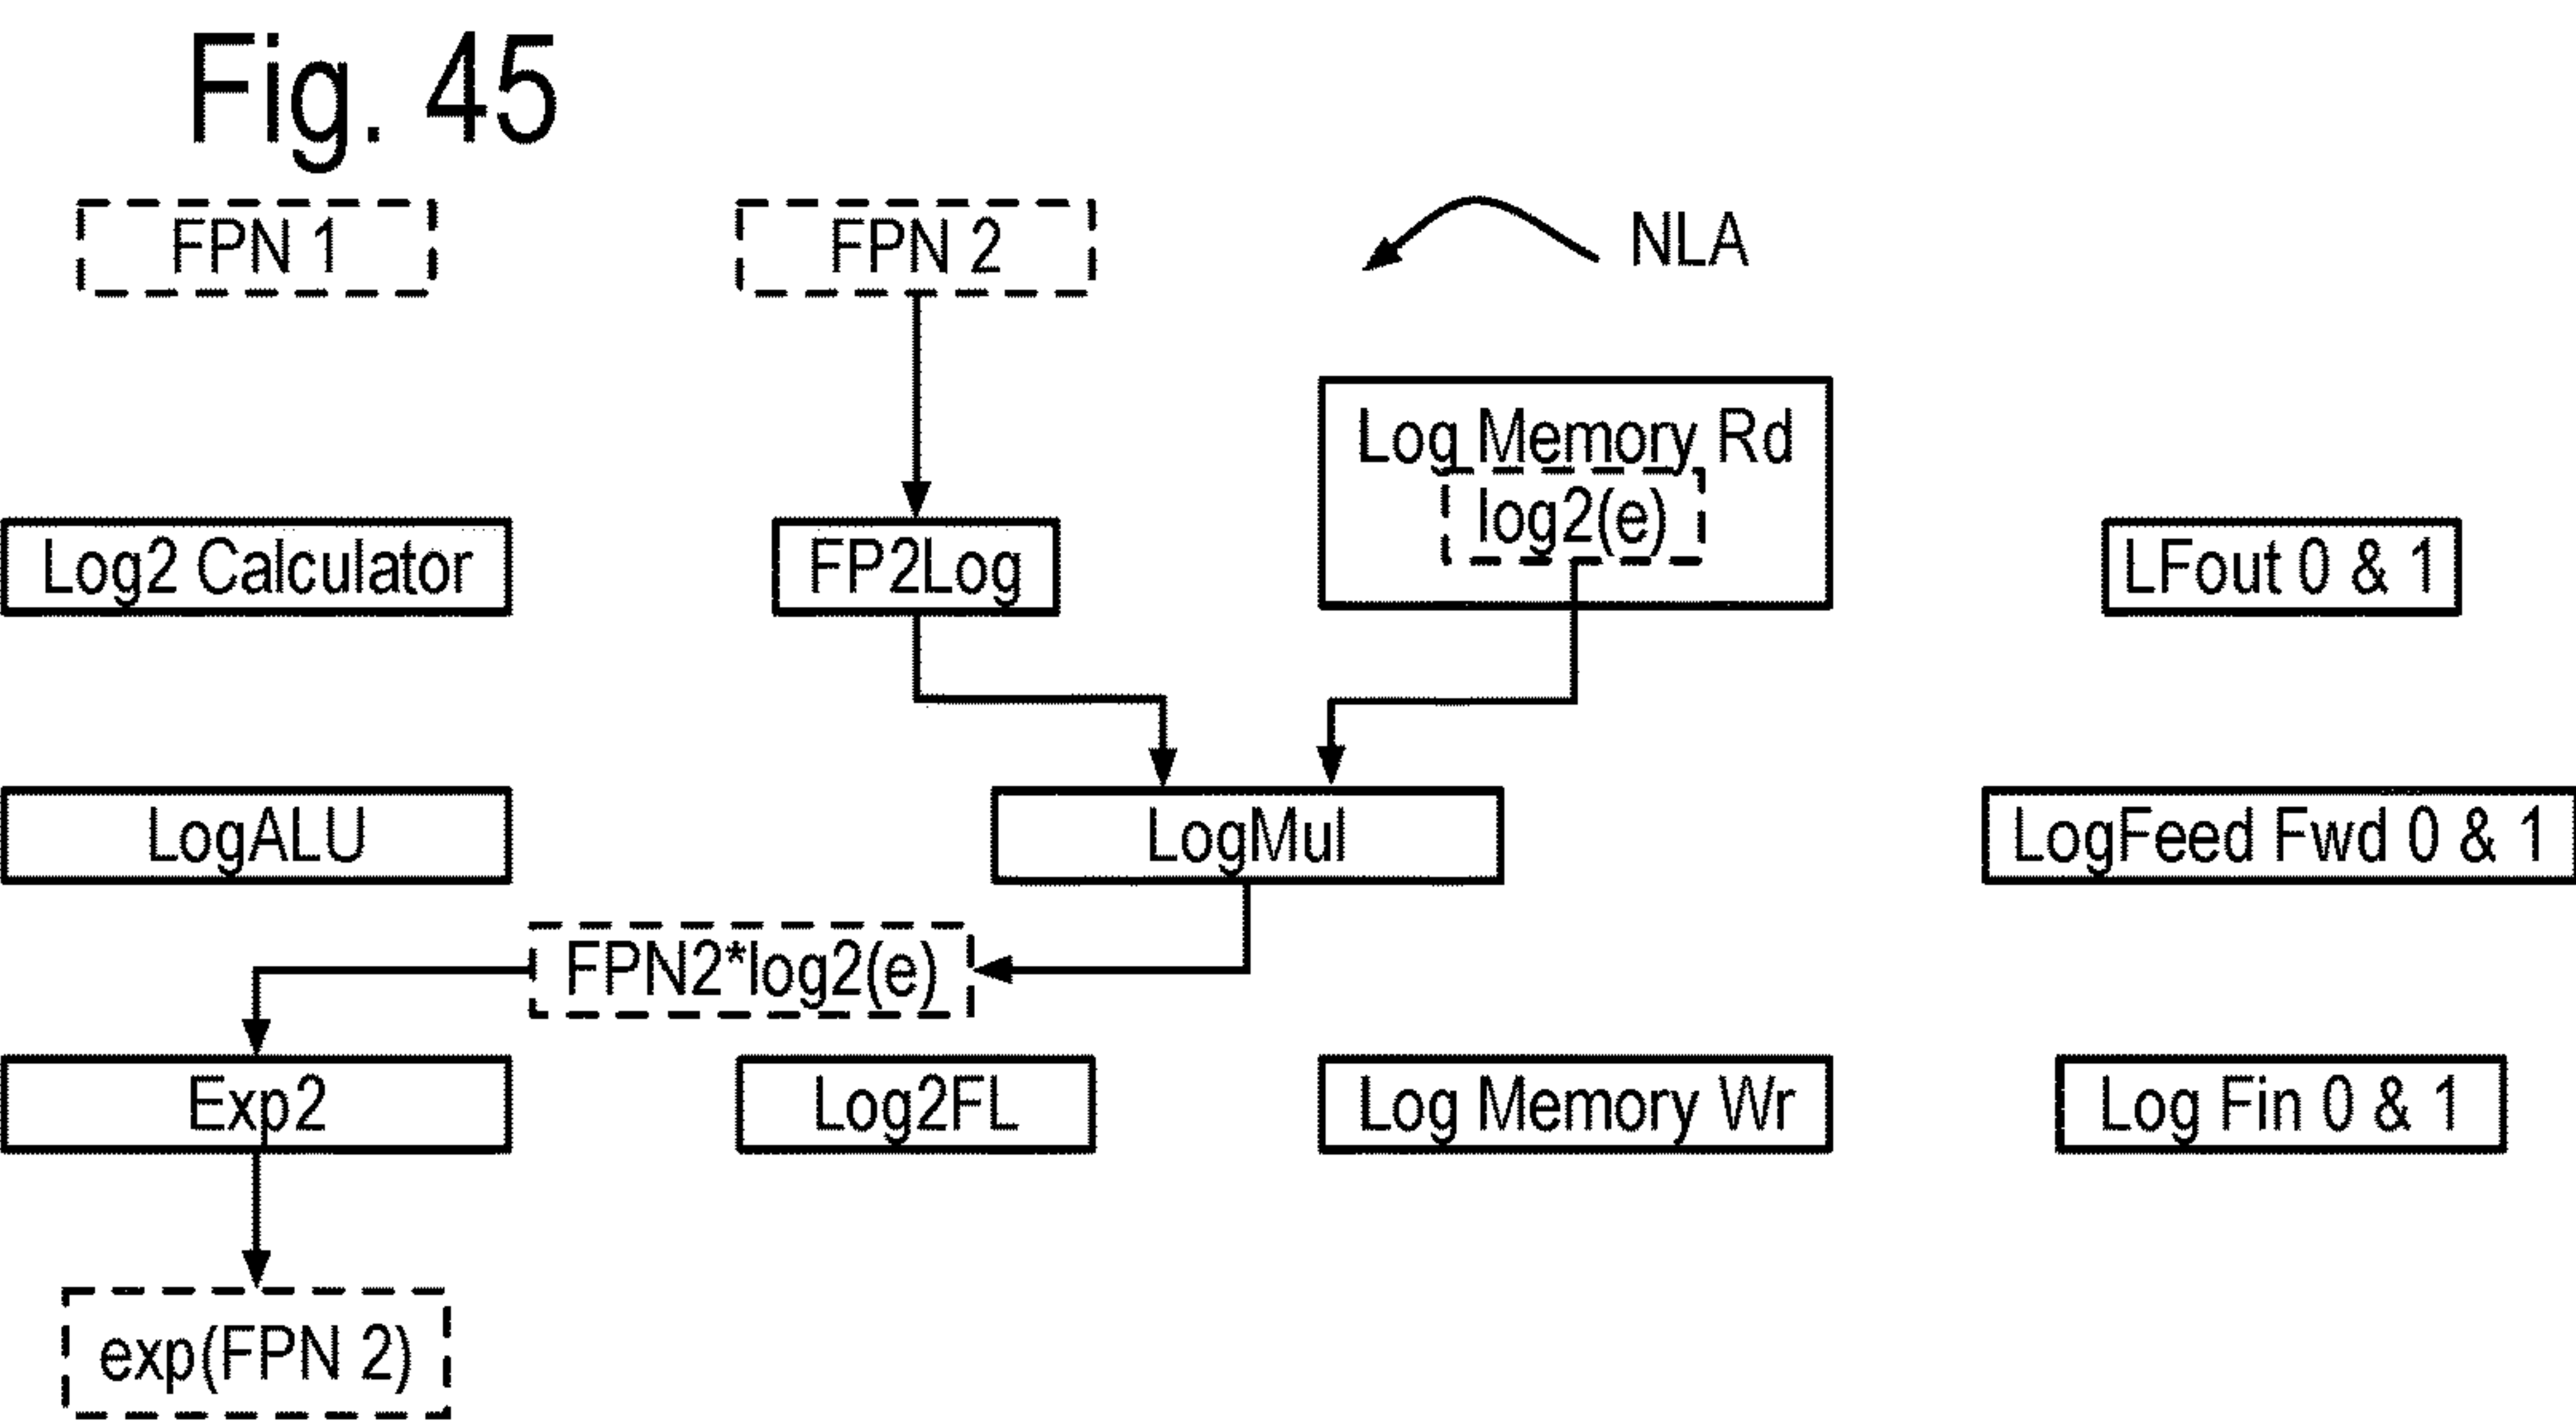 Fig. 45
FPN 1
FPN 2
NLA
Log Memory Rd
log2(e)
Log2 Calculator
FP2Log
LFout 0 & 1
LogALU
LogMul
LogFeed Fwd 0 & 1
FPN2*log2(e)
Exp2
Log2FL
Log Memory Wr
Log Fin 0 & 1
exp(FPN 2)